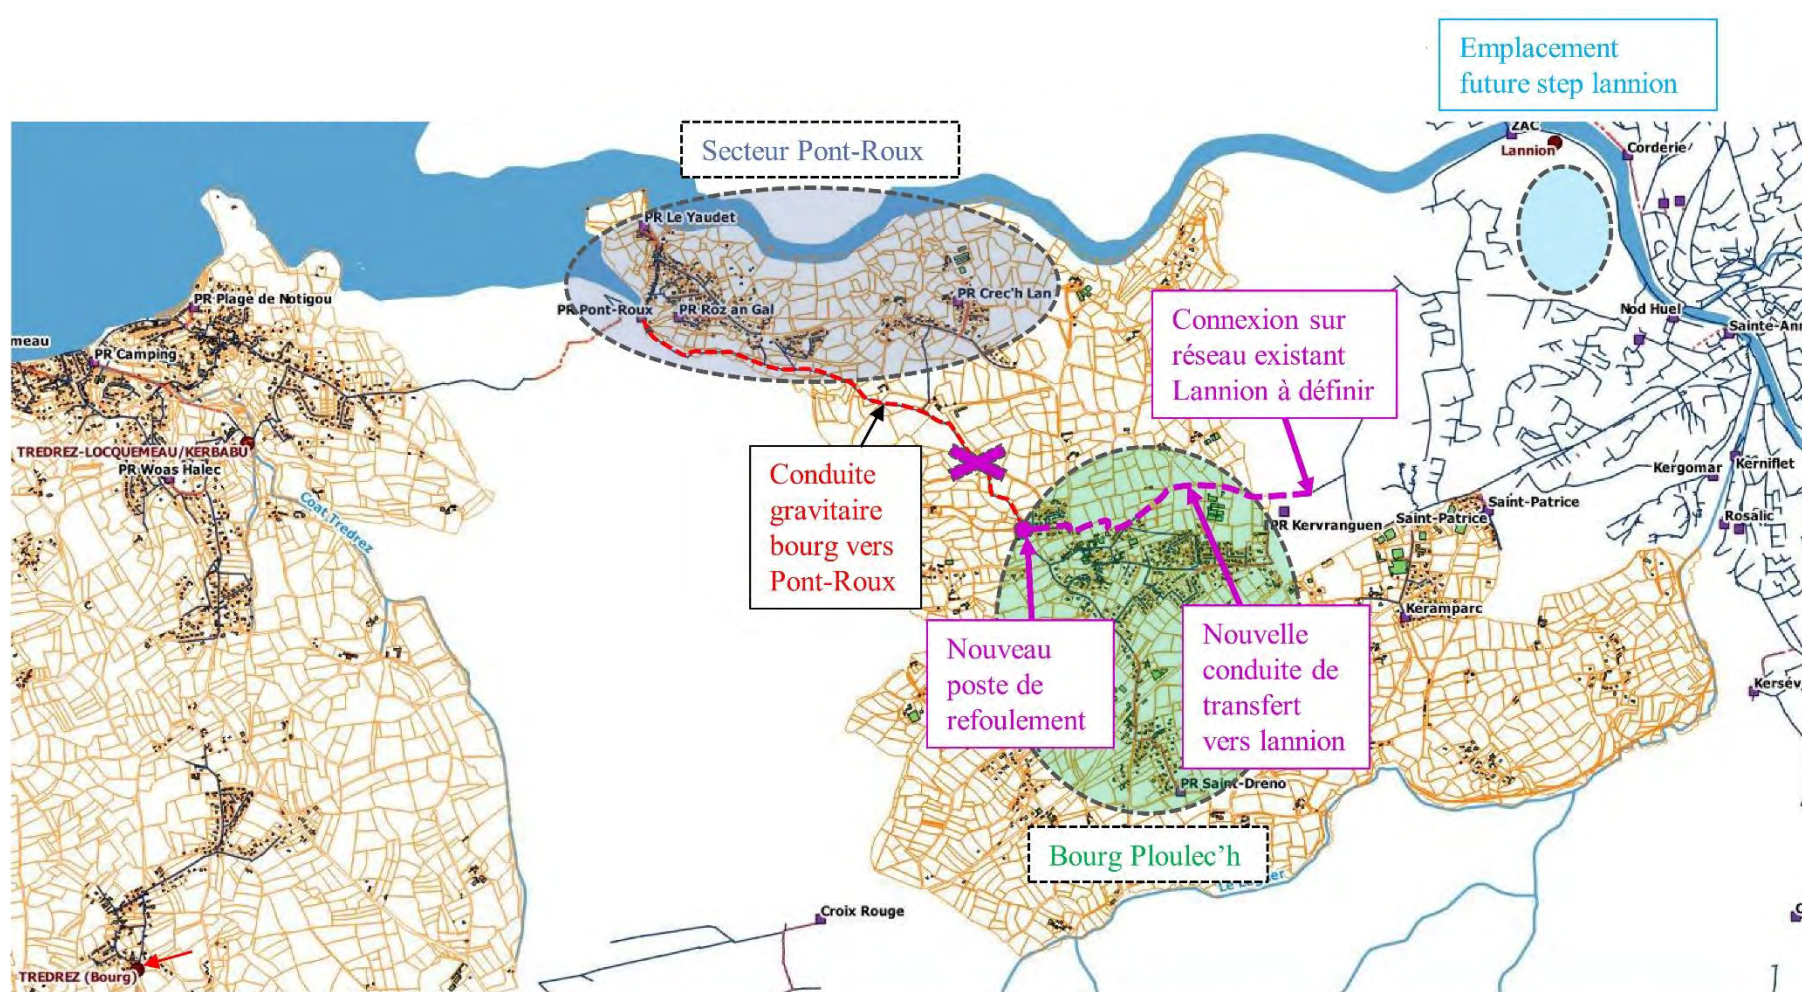 Emplacement
future step lannion
ZAC
Lannion
Corderie
Secteur Pont-Roux
PR Le Yaudet
PR Plage de Notigou
PR Pont-Roux
PR Roz an Gal
PR Crec'h Lan
Nod Huel
Sainte-Ann
meau
PR Camping
Connexion sur
réseau existant
Lannion à définir
TREDREZ-LOCQUEMEAU/KERBABU
PR Woas Halec
Coat Tredrez
Conduite
gravitaire
bourg vers
Pont-Roux
Kergomar
Kerniflet
Saint-Patrice
Saint-Patrice
Rosalic
PR Kervranguen
Keramparc
Nouveau
poste de
refoulement
Nouvelle
conduite de
transfert
vers lannion
Kersév
PR Saint-Dreno
Bourg Ploulec’h
Croix Rouge
TREDREZ (Bourg)